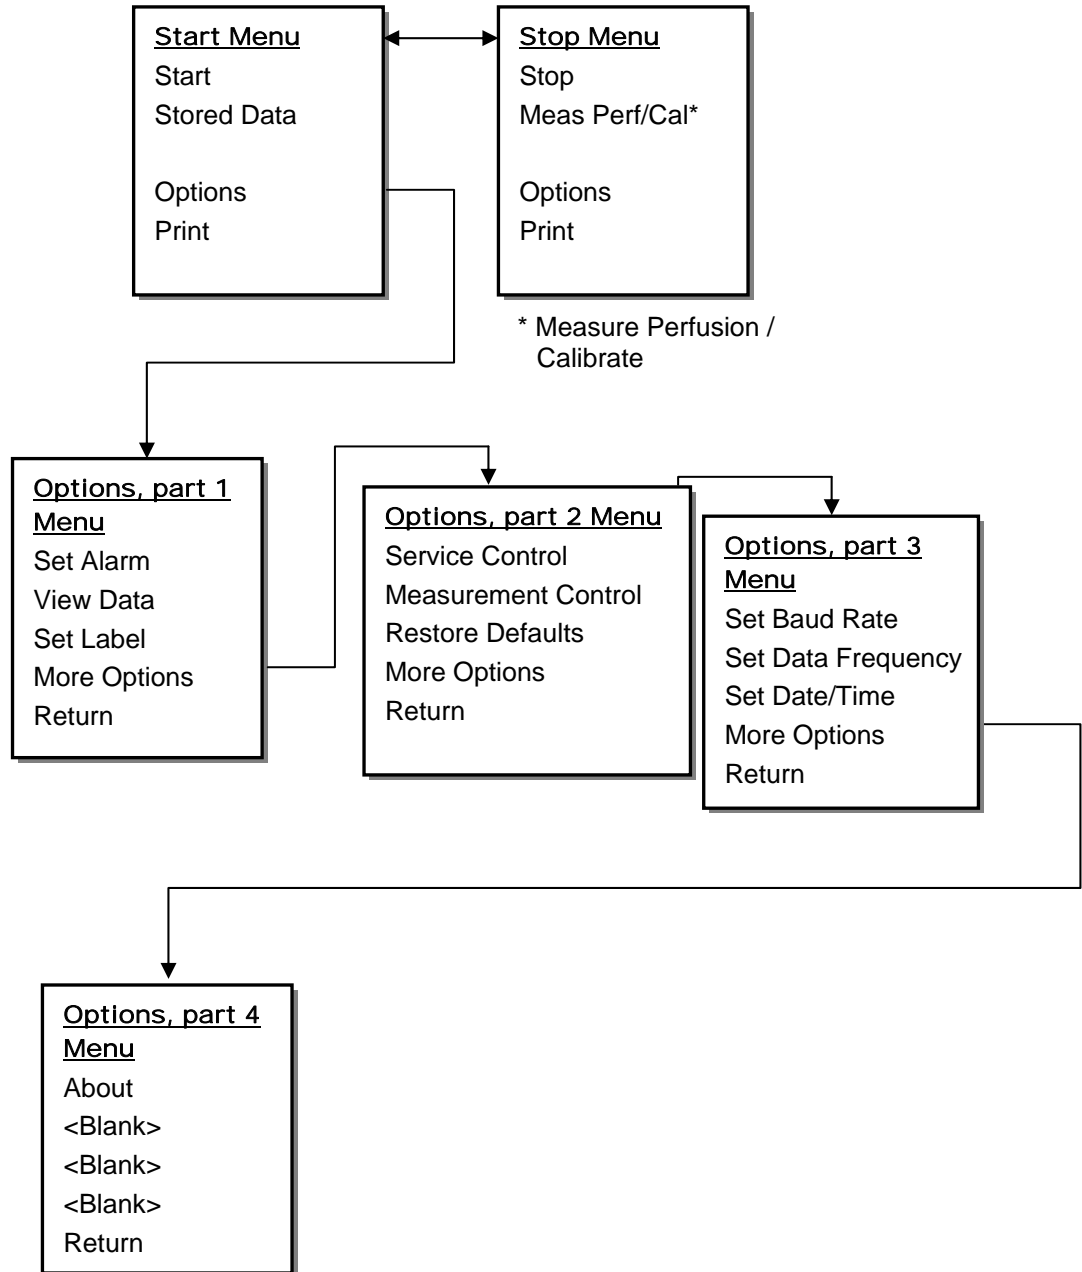 Start Menu
Start
Stored Data
Options
Print
Stop Menu
Stop
Meas Perf/Cal*
Options
Print
* Measure Perfusion /
Calibrate
Options, part 1
Menu
Set Alarm
View Data
Set Label
More Options
Return
Options, part 2 Menu
Service Control
Measurement Control
Restore Defaults
More Options
Return
Options, part 3
Menu
Set Baud Rate
Set Data Frequency
Set Date/Time
More Options
Return
Options, part 4
Menu
About
<Blank>
<Blank>
<Blank>
Return